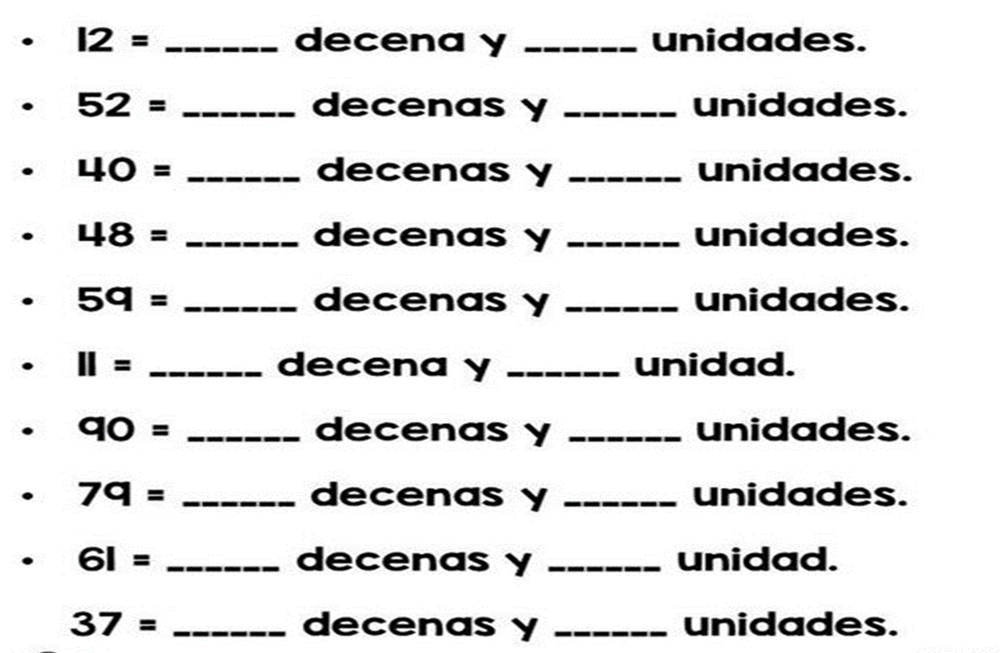 • 12 = ______ decena y ______ unidades.
• 52 = ______ decenas y ______ unidades.
• 40 = ______ decenas y ______ unidades.
• 48 = ______ decenas y ______ unidades.
• 59 = ______ decenas y ______ unidades.
• 11 = ______ decena y ______ unidad.
• 90 = ______ decenas y ______ unidades.
• 79 = ______ decenas y ______ unidades.
• 61 = ______ decenas y ______ unidad.
37 = ______ decenas y ______ unidades.